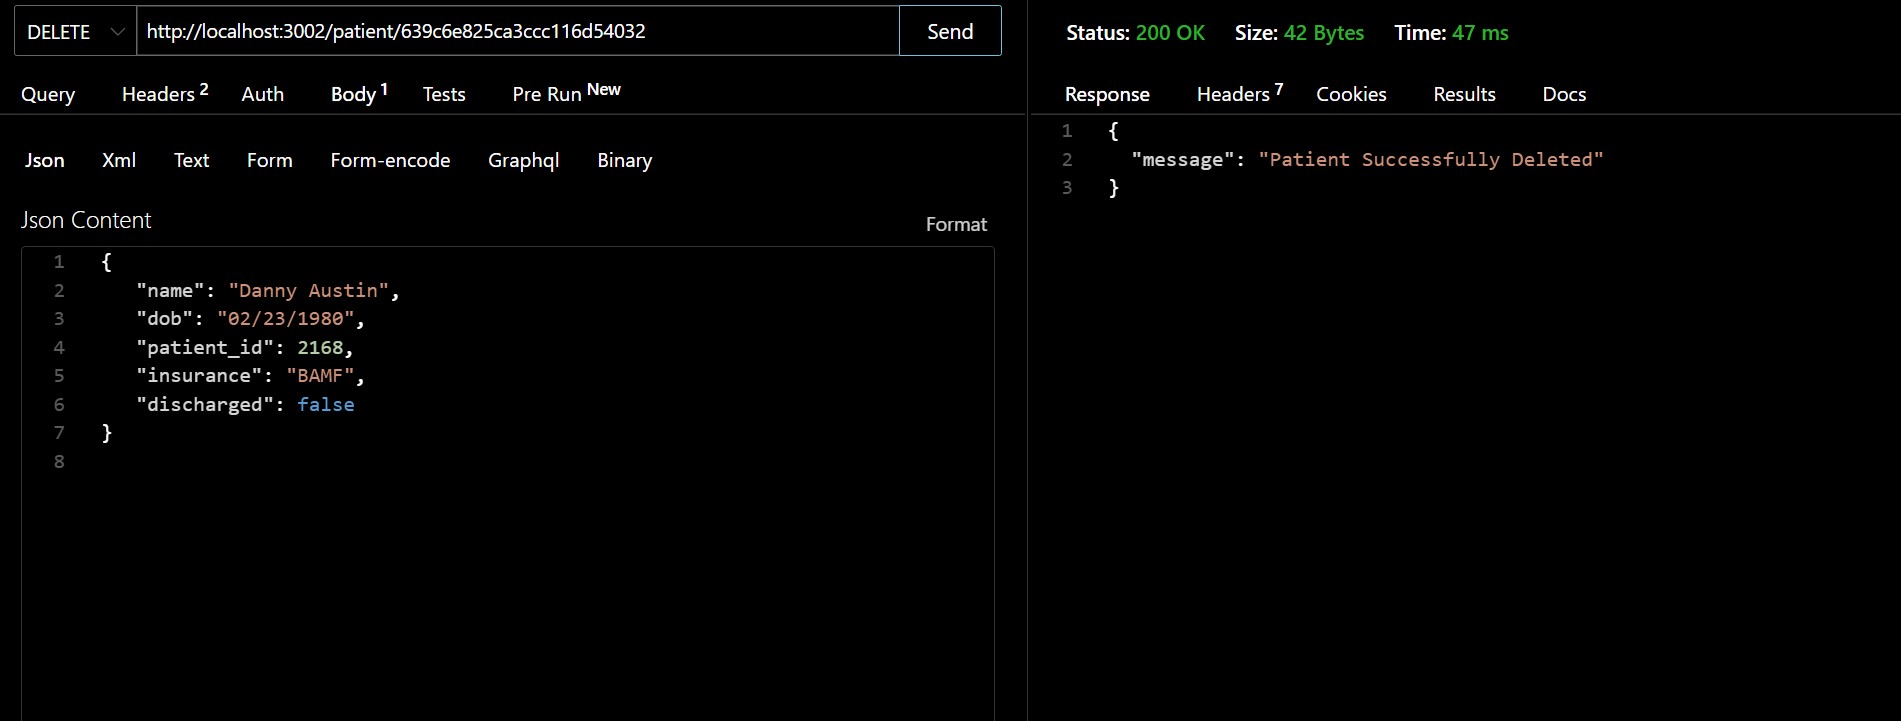 DELETE http://localhost:3002/patient/639c6e825ca3ccc116d54032 Send
Query Headers 2 Auth Body 1 Tests Pre Run New
Json Xml Text Form Form-encode Graphql Binary
Json Content
Format
1 {
2 "name": "Danny Austin",
3 "dob": "02/23/1980",
4 "patient_id": 2168,
5 "insurance": "BAMF",
6 "discharged": false
7 }
8
Status: 200 OK Size: 42 Bytes Time: 47 ms
Response Headers 7 Cookies Results Docs
1 {
2 "message": "Patient Successfully Deleted"
3 }